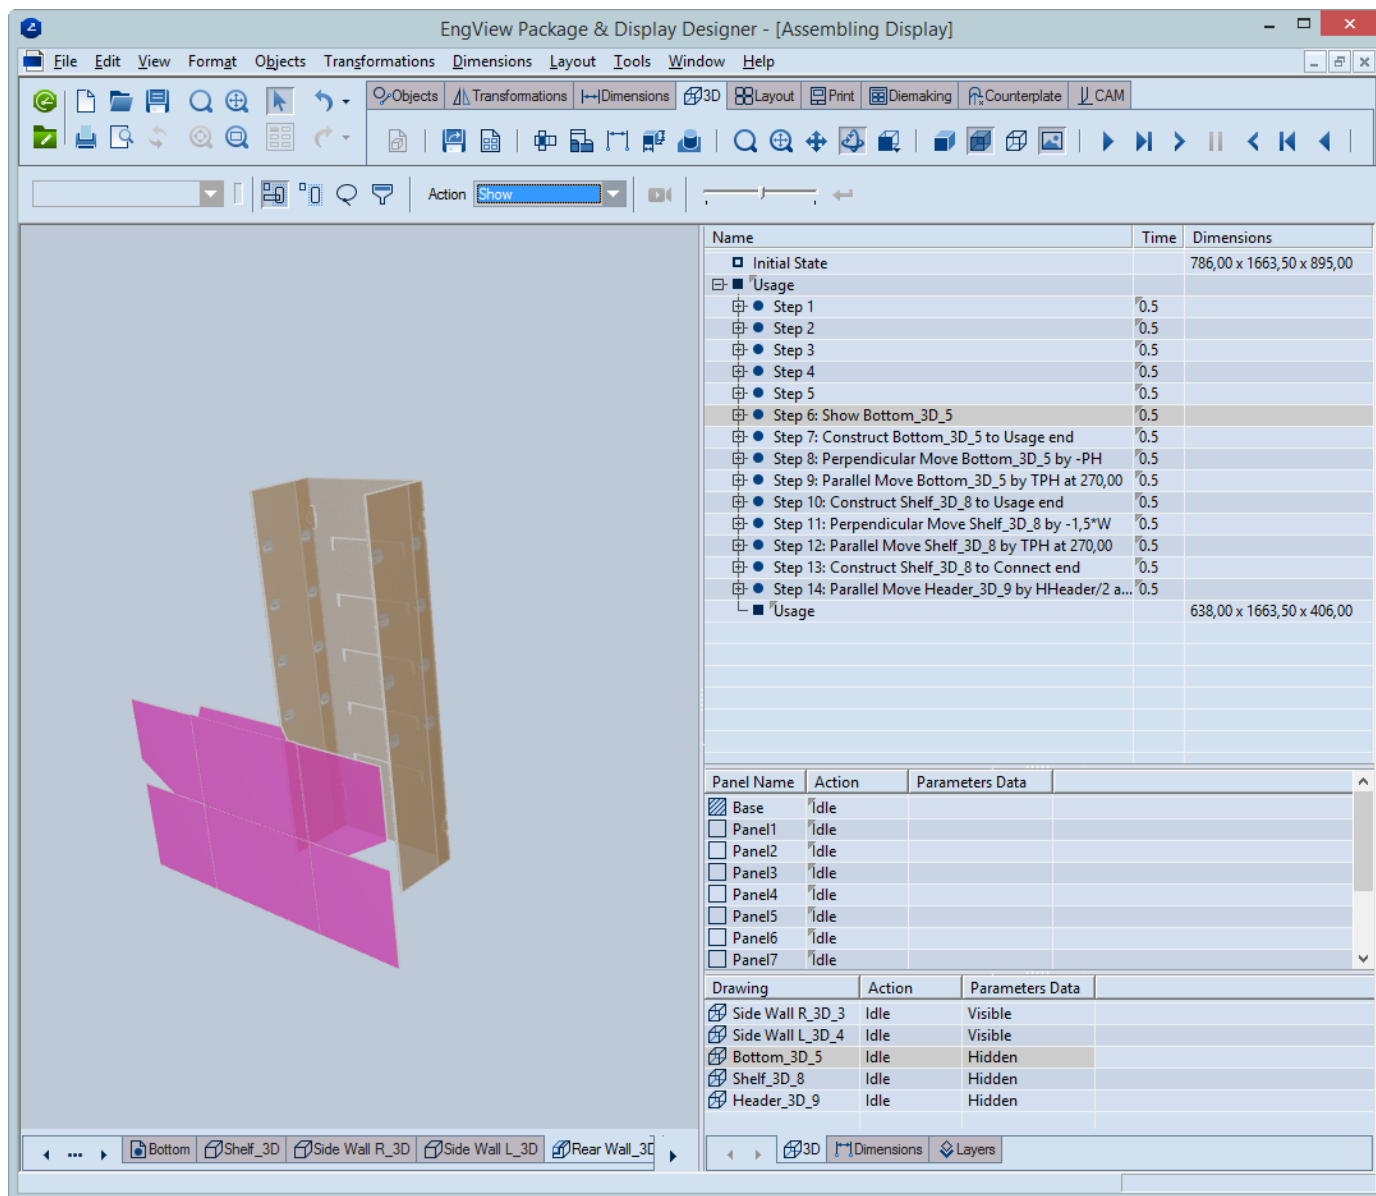 EngView Package & Display Designer - [Assembling Display]
File Edit View Format Objects Transformations Dimensions Layout Tools Window Help
Objects Transformations Dimensions 3D Layout Print Diemaking Counterplate CAM
Action Show
Name Time Dimensions
Initial State 786,00 x 1663,50 x 895,00
Usage
Step 1 0.5
Step 2 0.5
Step 3 0.5
Step 4 0.5
Step 5 0.5
Step 6: Show Bottom_3D_5 0.5
Step 7: Construct Bottom_3D_5 to Usage end 0.5
Step 8: Perpendicular Move Bottom_3D_5 by -PH 0.5
Step 9: Parallel Move Bottom_3D_5 by TPH at 270,00 0.5
Step 10: Construct Shelf_3D_8 to Usage end 0.5
Step 11: Perpendicular Move Shelf_3D_8 by -1,5*W 0.5
Step 12: Parallel Move Shelf_3D_8 by TPH at 270,00 0.5
Step 13: Construct Shelf_3D_8 to Connect end 0.5
Step 14: Parallel Move Header_3D_9 by HHeader/2 a... 0.5
Usage 638,00 x 1663,50 x 406,00
Panel Name Action Parameters Data
Base Idle
Panel1 Idle
Panel2 Idle
Panel3 Idle
Panel4 Idle
Panel5 Idle
Panel6 Idle
Panel7 Idle
Drawing Action Parameters Data
Side Wall R_3D_3 Idle Visible
Side Wall L_3D_4 Idle Visible
Bottom_3D_5 Idle Hidden
Shelf_3D_8 Idle Hidden
Header_3D_9 Idle Hidden
Bottom Shelf_3D Side Wall R_3D Side Wall L_3D Rear Wall_3D
3D Dimensions Layers